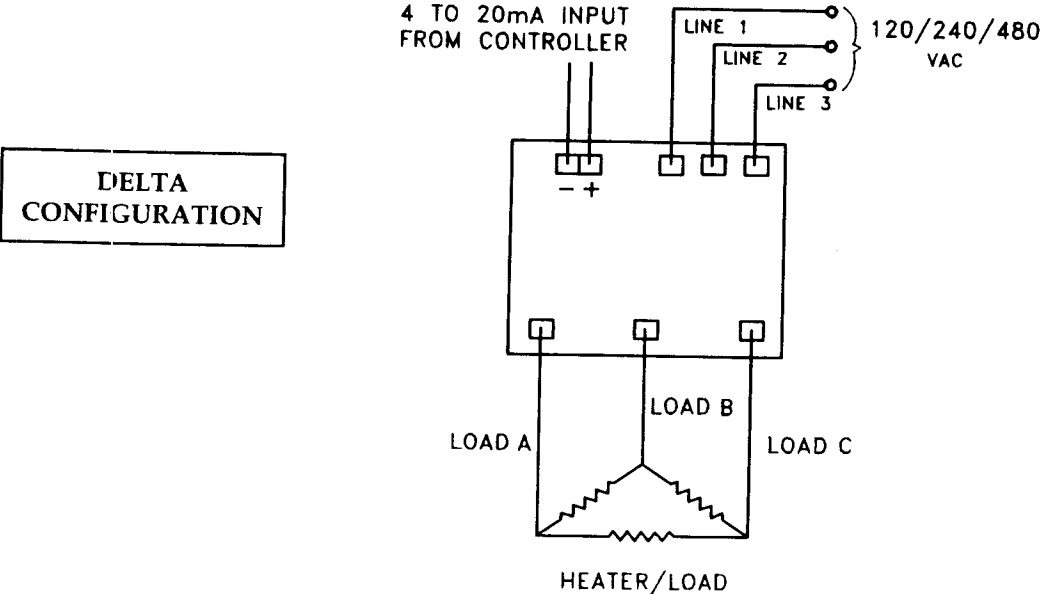 4 TO 20mA INPUT
FROM CONTROLLER
LINE 1
LINE 2
LINE 3
120/240/480
VAC
DELTA
CONFIGURATION
- +
LOAD A
LOAD B
LOAD C
HEATER/LOAD